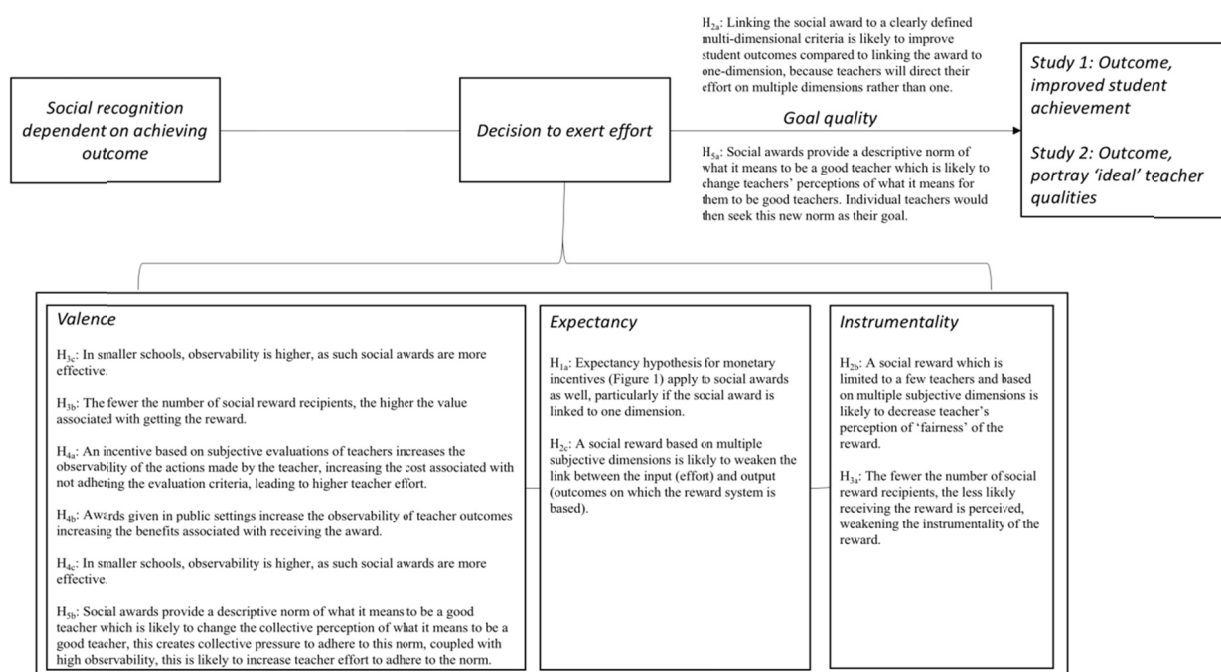 Social recognition
dependent on achieving
outcome
Decision to exert effort
H2a: Linking the social award to a clearly defined
multi-dimensional criteria is likely to improve
student outcomes compared to linking the award to
one-dimension, because teachers will direct their
effort on multiple dimensions rather than one.
Goal quality
H5a: Social awards provide a descriptive norm of
what it means to be a good teacher which is likely to
change teachers' perceptions of what it means for
them to be good teachers. Individual teachers would
then seek this new norm as their goal.
Study 1: Outcome,
improved student
achievement
Study 2: Outcome,
portray 'ideal' teacher
qualities
Valence
H3c: In smaller schools, observability is higher, as such social awards are more
effective.
H3b: The fewer the number of social reward recipients, the higher the value
associated with getting the reward.
H4a: An incentive based on subjective evaluations of teachers increases the
observability of the actions made by the teacher, increasing the cost associated with
not adhering the evaluation criteria, leading to higher teacher effort.
H4b: Awards given in public settings increase the observability of teacher outcomes
increasing the benefits associated with receiving the award.
H4c: In smaller schools, observability is higher, as such social awards are more
effective.
H5b: Social awards provide a descriptive norm of what it means to be a good
teacher which is likely to change the collective perception of what it means to be a
good teacher, this creates collective pressure to adhere to this norm, coupled with
high observability, this is likely to increase teacher effort to adhere to the norm.
Expectancy
H1a: Expectancy hypothesis for monetary
incentives (Figure 1) apply to social awards
as well, particularly if the social award is
linked to one dimension.
H2c: A social reward based on multiple
subjective dimensions is likely to weaken the
link between the input (effort) and output
(outcomes on which the reward system is
based).
Instrumentality
H2b: A social reward which is
limited to a few teachers and based
on multiple subjective dimensions is
likely to decrease teacher's
perception of 'fairness' of the
reward.
H3a: The fewer the number of social
reward recipients, the less likely
receiving the reward is perceived,
weakening the instrumentality of the
reward.